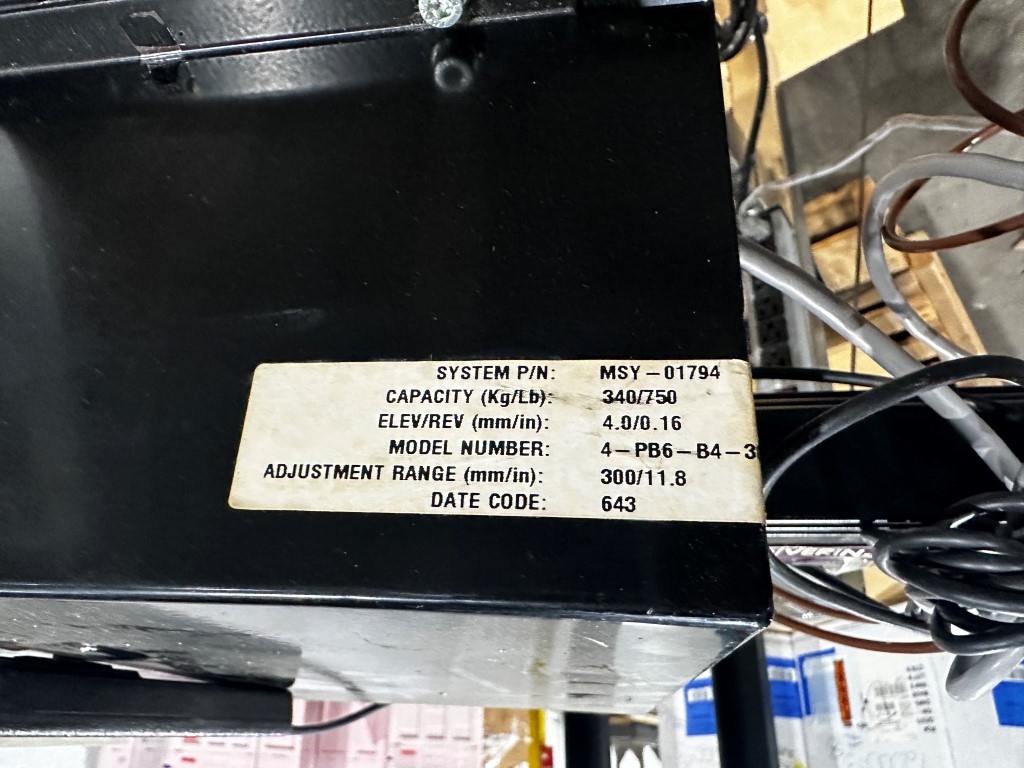 SYSTEM P/N: MSY-01794
CAPACITY (Kg/Lb): 340/750
ELEV/REV (mm/in): 4.0/0.16
MODEL NUMBER: 4-PB6-B4-3
ADJUSTMENT RANGE (mm/in): 300/11.8
DATE CODE: 643